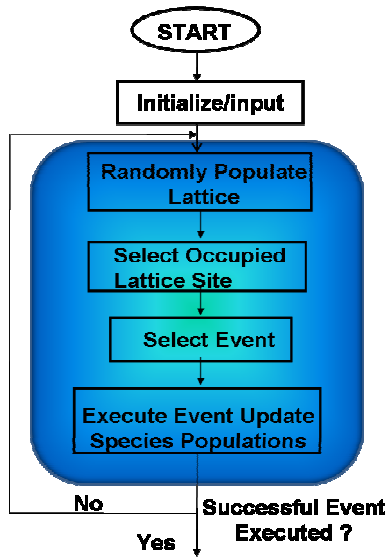 START
Initialize/input
Randomly Populate
Lattice
Select Occupied
Lattice Site
Select Event
Execute Event Update
Species Populations
No
Successful Event
Executed ?
Yes